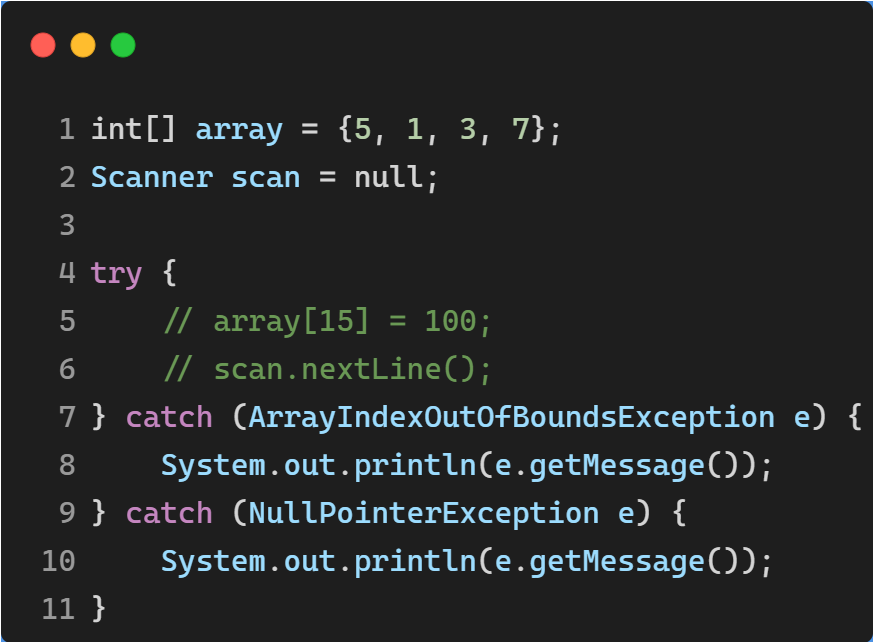 1 int[] array = {5, 1, 3, 7};
2 Scanner scan = null;
3
4 try {
5     // array[15] = 100;
6     // scan.nextLine();
7 } catch (ArrayIndexOutOfBoundsException e) {
8     System.out.println(e.getMessage());
9 } catch (NullPointerException e) {
10     System.out.println(e.getMessage());
11 }